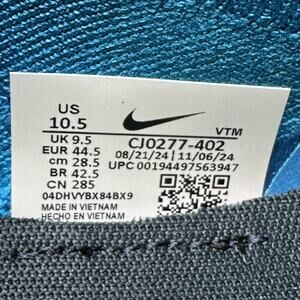 US
10.5
UK 9.5
EUR 44.5
cm 28.5
BR 42.5
CN 285
VTM
CJ0277-402
08/21/24 | 11/06/24
UPC 00194497563947
04DHVYBX84BX9
MADE IN VIETNAM
HECHO EN VIETNAM